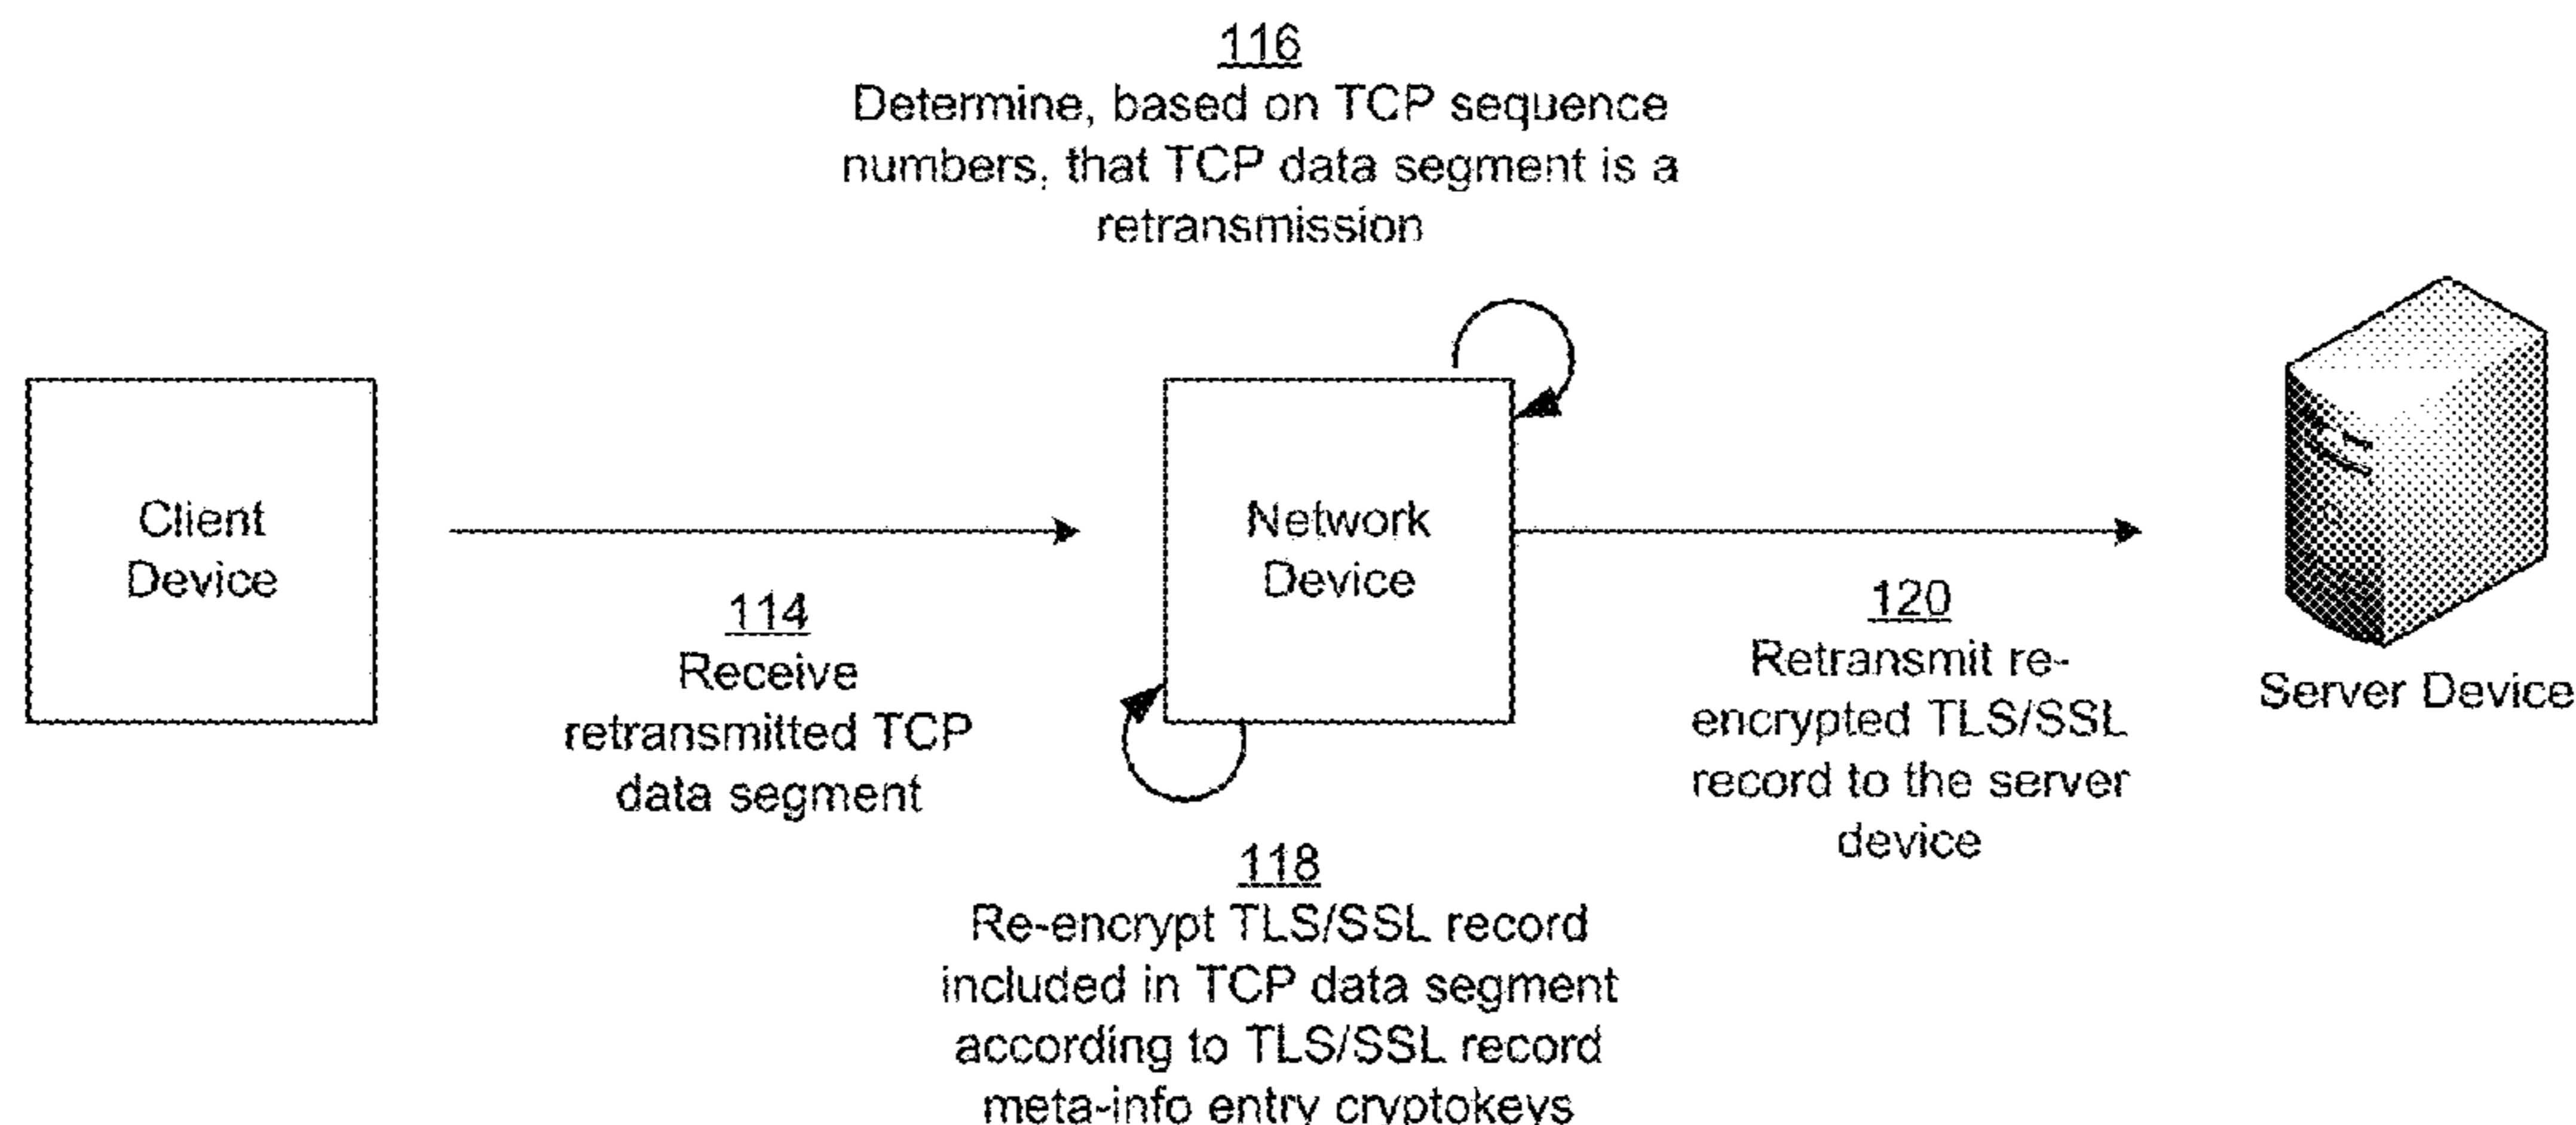 116
Determine, based on TCP sequence
numbers, that TCP data segment is a
retransmission
Client
Device
114
Receive
retransmitted TCP
data segment
Network
Device
118
Re-encrypt TLS/SSL record
included in TCP data segment
according to TLS/SSL record
meta-info entry cryptokeys
120
Retransmit re-
encrypted TLS/SSL
record to the server
device
Server Device